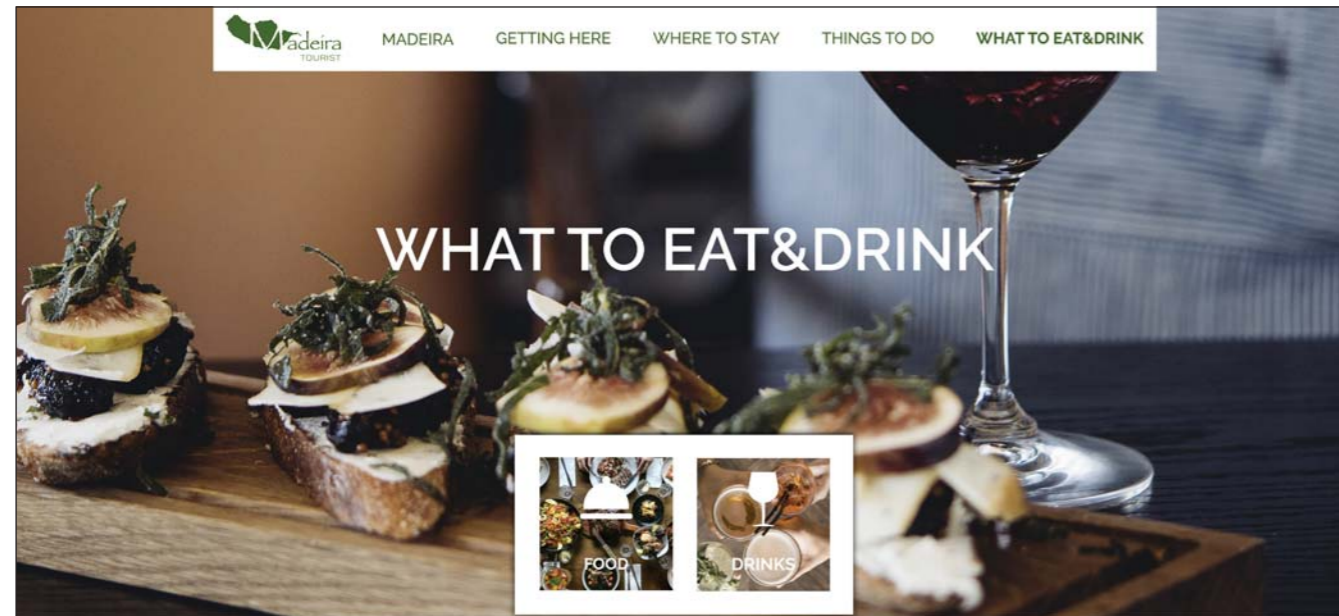 Madeira
TOURIST
MADEIRA
GETTING HERE
WHERE TO STAY
THINGS TO DO
WHAT TO EAT&DRINK
WHAT TO EAT&DRINK
FOOD
DRINKS